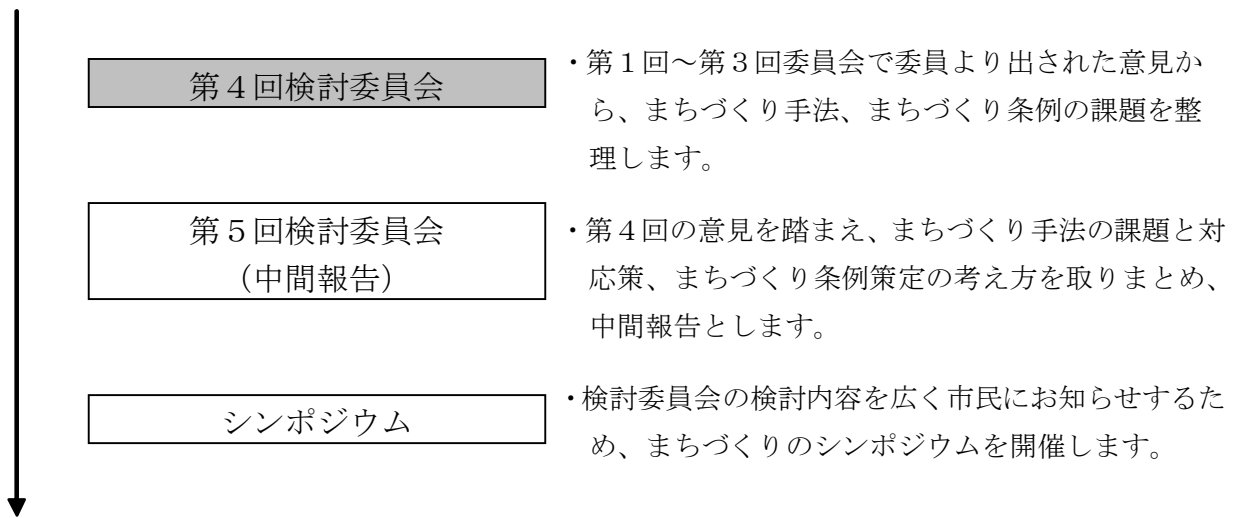 第４回検討委員会
・第１回～第３回委員会で委員より出された意見か
ら、まちづくり手法、まちづくり条例の課題を整
理します。
第５回検討委員会
（中間報告）
・第４回の意見を踏まえ、まちづくり手法の課題と対
応策、まちづくり条例策定の考え方を取りまとめ、
中間報告とします。
シンポジウム
・検討委員会の検討内容を広く市民にお知らせするた
め、まちづくりのシンポジウムを開催します。